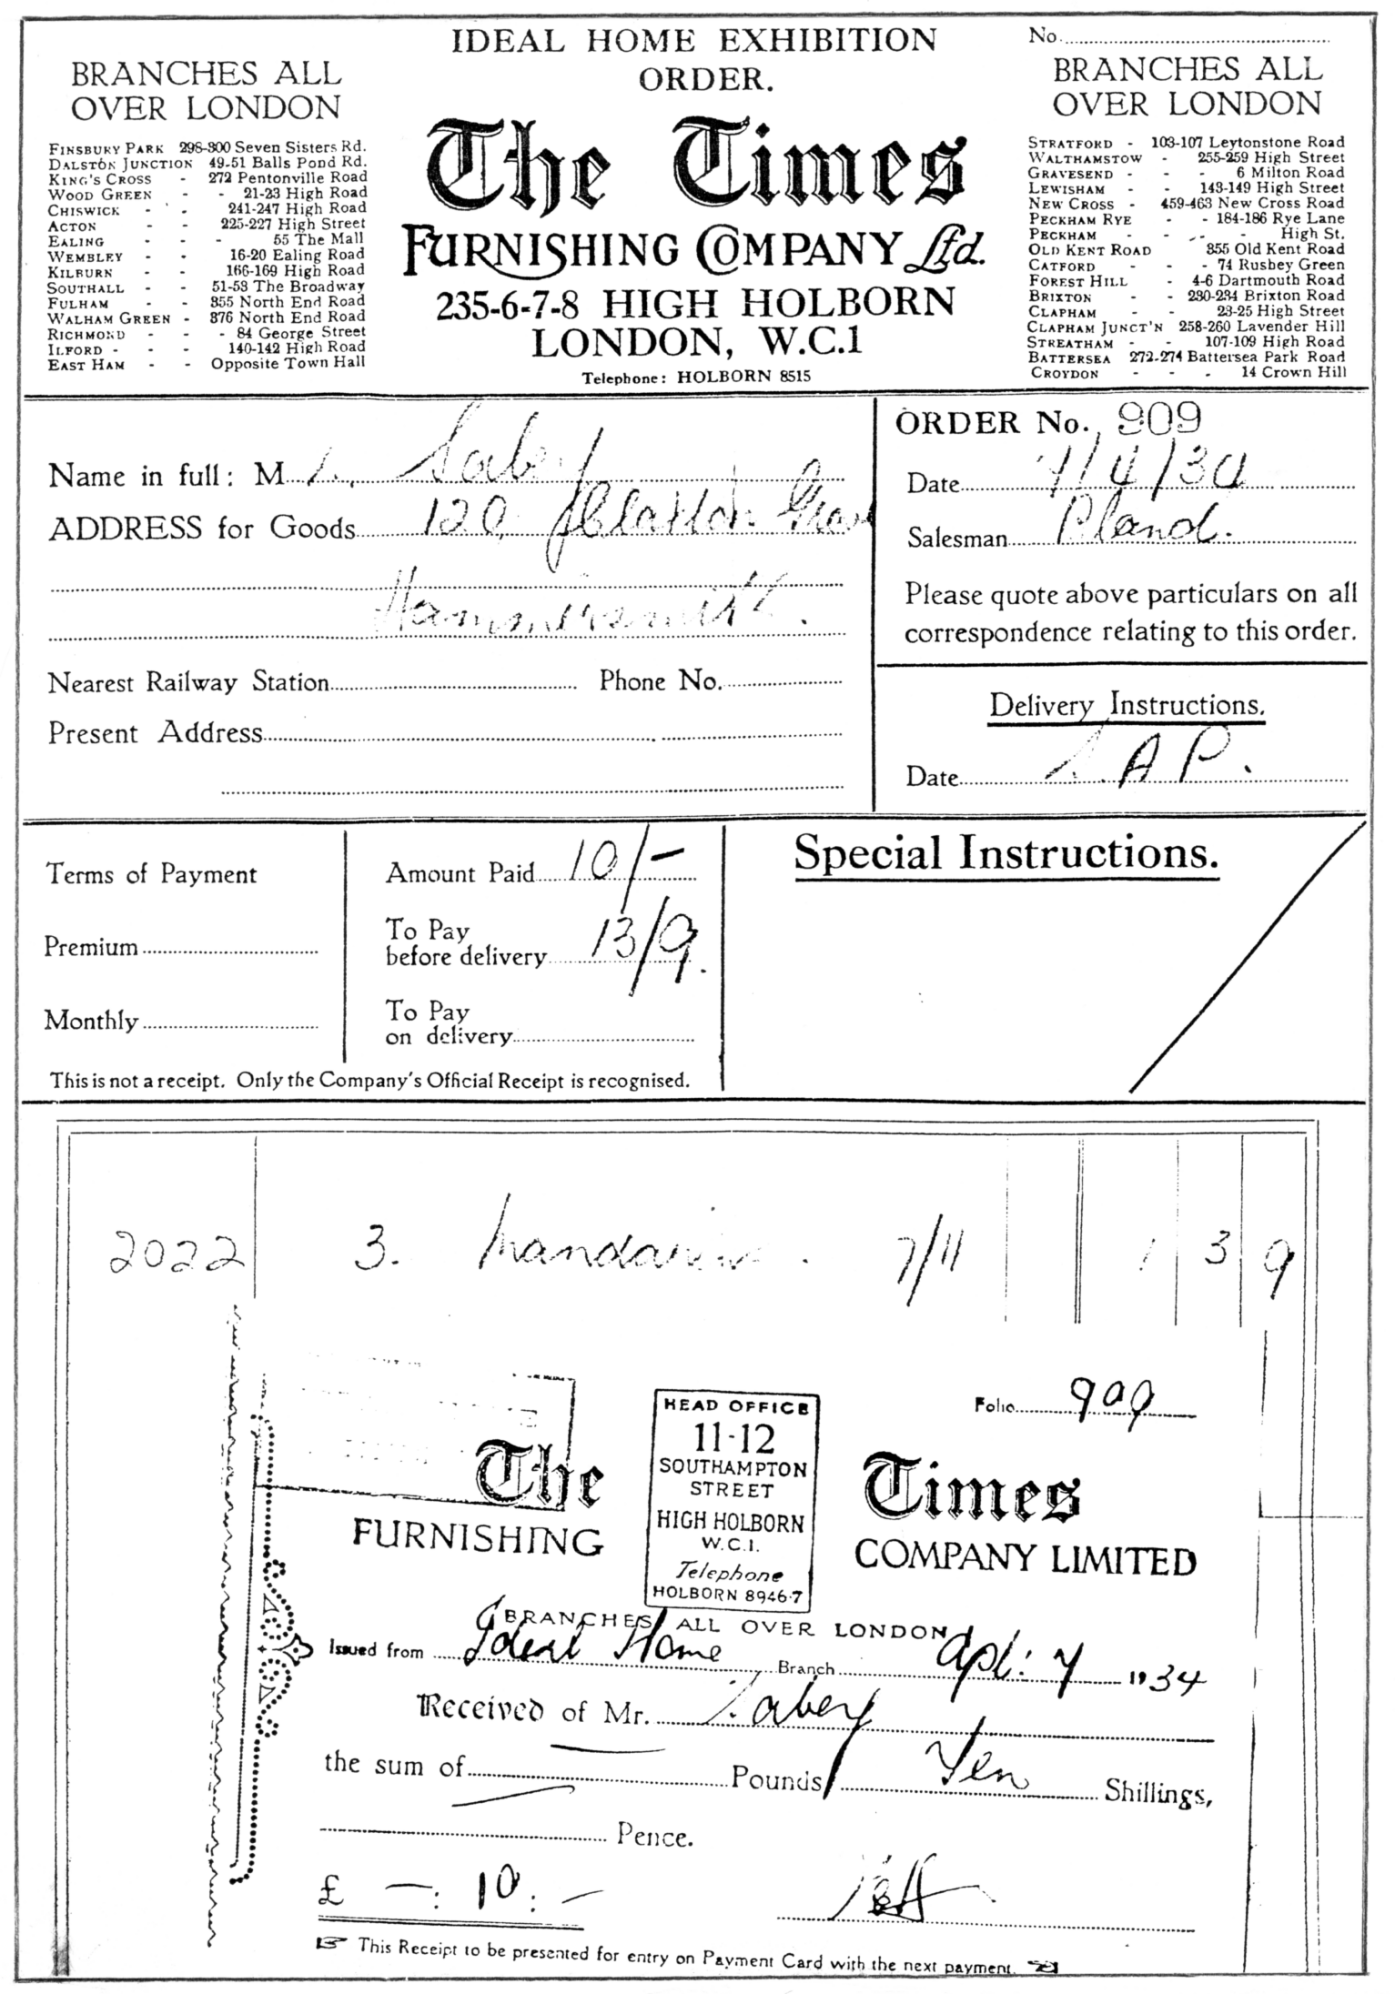 IDEAL HOME EXHIBITION
ORDER.
The Times
FURNISHING COMPANY Ltd.
235-6-7-8 HIGH HOLBORN
LONDON, W.C.1
Telephone: HOLBORN 8515
BRANCHES ALL
OVER LONDON
FINSBURY PARK 298-300 Seven Sisters Rd.
DALSTON JUNCTION 49-51 Balls Pond Rd.
KING'S CROSS - 272 Pentonville Road
WOOD GREEN - - 21-23 High Road
CHISWICK - - 241-247 High Road
ACTON - - 225-227 High Street
EALING - - - 55 The Mall
WEMBLEY - - 16-20 Ealing Road
KILBURN - - 166-169 High Road
SOUTHALL - - 51-53 The Broadway
FULHAM - - 355 North End Road
WALHAM GREEN - 376 North End Road
RICHMOND - - 84 George Street
ILFORD - - - 140-142 High Road
EAST HAM - - Opposite Town Hall
No.
BRANCHES ALL
OVER LONDON
STRATFORD - 103-107 Leytonstone Road
WALTHAMSTOW - 255-259 High Street
GRAVESEND - - - 6 Milton Road
LEWISHAM - - 143-149 High Street
NEW CROSS - 459-463 New Cross Road
PECKHAM RYE - - 184-186 Rye Lane
PECKHAM - - - High St.
OLD KENT ROAD 355 Old Kent Road
CATFORD - - - 74 Rusbey Green
FOREST HILL - 4-6 Dartmouth Road
BRIXTON - - 230-234 Brixton Road
CLAPHAM - - 23-25 High Street
CLAPHAM JUNCT'N 258-260 Lavender Hill
STREATHAM - - 107-109 High Road
BATTERSEA 272-274 Battersea Park Road
CROYDON - - - 14 Crown Hill
Name in full: M
ADDRESS for Goods 120
Hammersmith.
Nearest Railway Station Phone No.
Present Address
ORDER No. 909
Date 7/4/34
Salesman Bland.
Please quote above particulars on all
correspondence relating to this order.
Delivery Instructions.
Date A P.
Terms of Payment
Premium
Monthly
Amount Paid 10/-
To Pay
before delivery 13/9.
To Pay
on delivery
This is not a receipt. Only the Company's Official Receipt is recognised.
Special Instructions.
2022 3. Mandarins. 7/11 1 3 9
Folio 909
The Times
FURNISHING COMPANY LIMITED
HEAD OFFICE
11-12
SOUTHAMPTON
STREET
HIGH HOLBORN
W.C.1.
Telephone
HOLBORN 8946-7
BRANCHES ALL OVER LONDON
Issued from Ideal Home Branch Apl: 7 1934
Received of Mr.
the sum of — Pounds Ten Shillings,
— Pence.
£ —: 10: —
This Receipt to be presented for entry on Payment Card with the next payment.